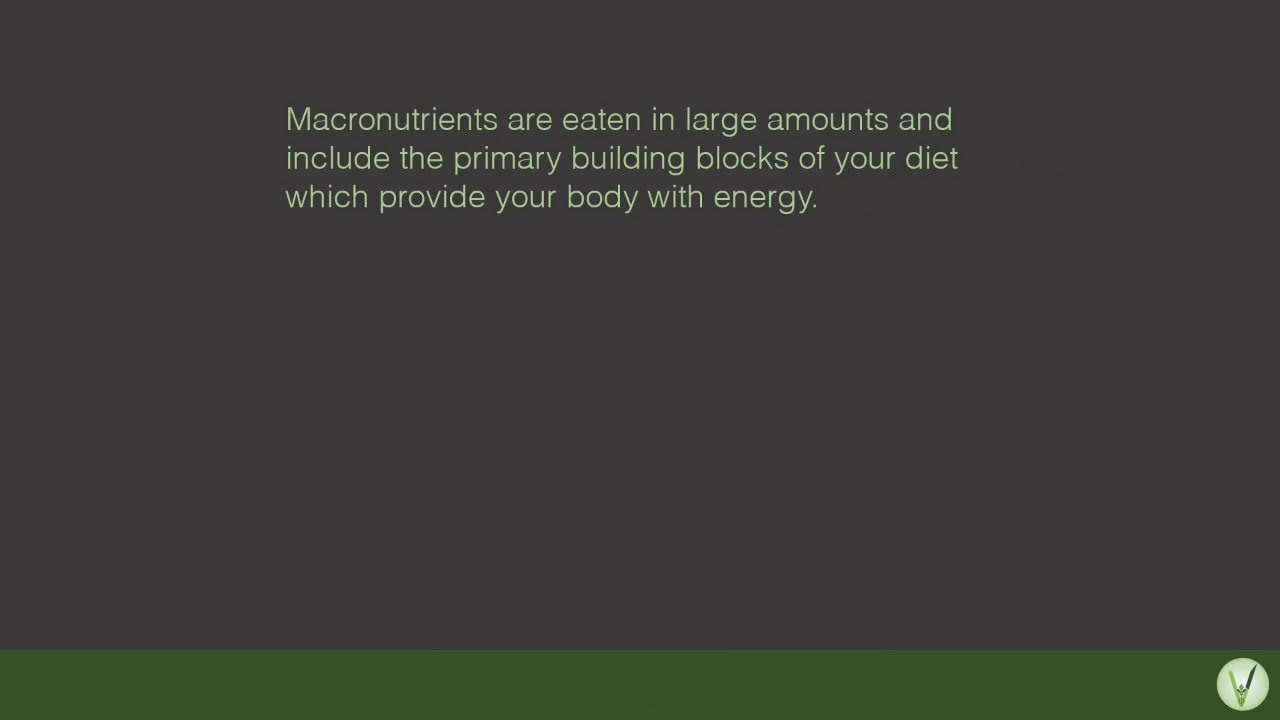 Macronutrients are eaten in large amounts and
include the primary building blocks of your diet
which provide your body with energy.